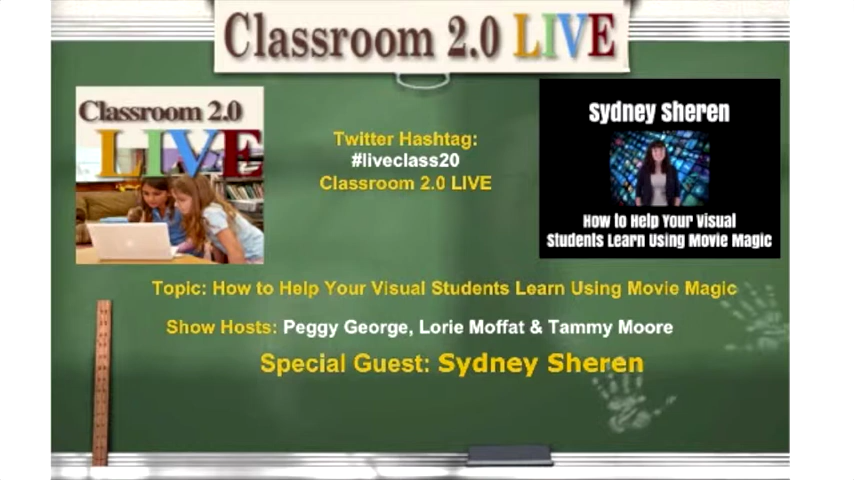 Classroom 2.0 LIVE
Classroom 2.0
LIVE
Twitter Hashtag:
#liveclass20
Classroom 2.0 LIVE
Sydney Sheren
How to Help Your Visual
Students Learn Using Movie Magic
Topic: How to Help Your Visual Students Learn Using Movie Magic
Show Hosts: Peggy George, Lorie Moffat & Tammy Moore
Special Guest: Sydney Sheren